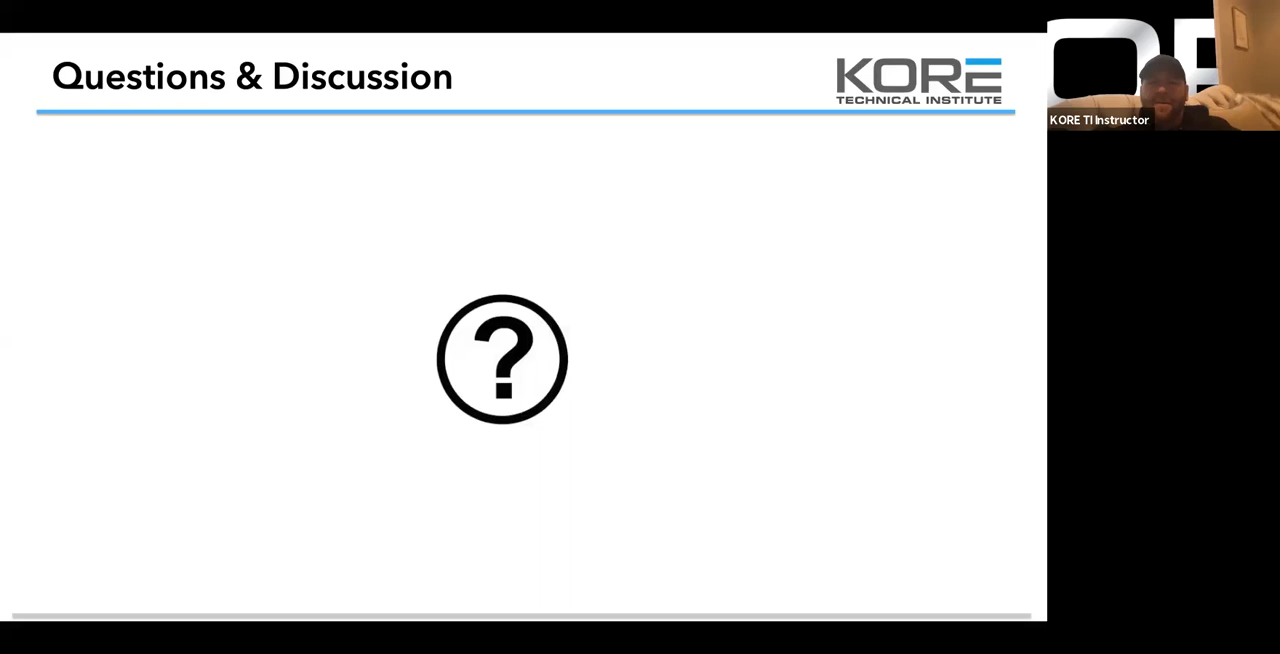 Questions & Discussion
KORE
TECHNICAL INSTITUTE
?
KORE TI Instructor